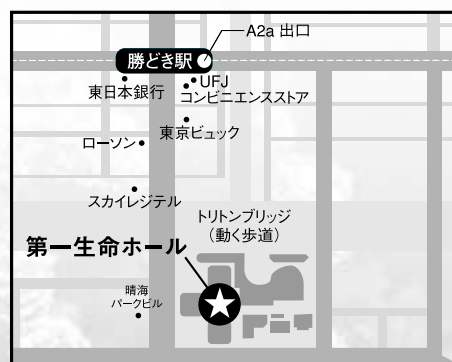 A2a 出口
勝どき駅
UFJ
東日本銀行
コンビニエンスストア
東京ビュック
ローソン
スカイレジテル
トリトンブリッジ
（動く歩道）
第一生命ホール
晴海
パークビル